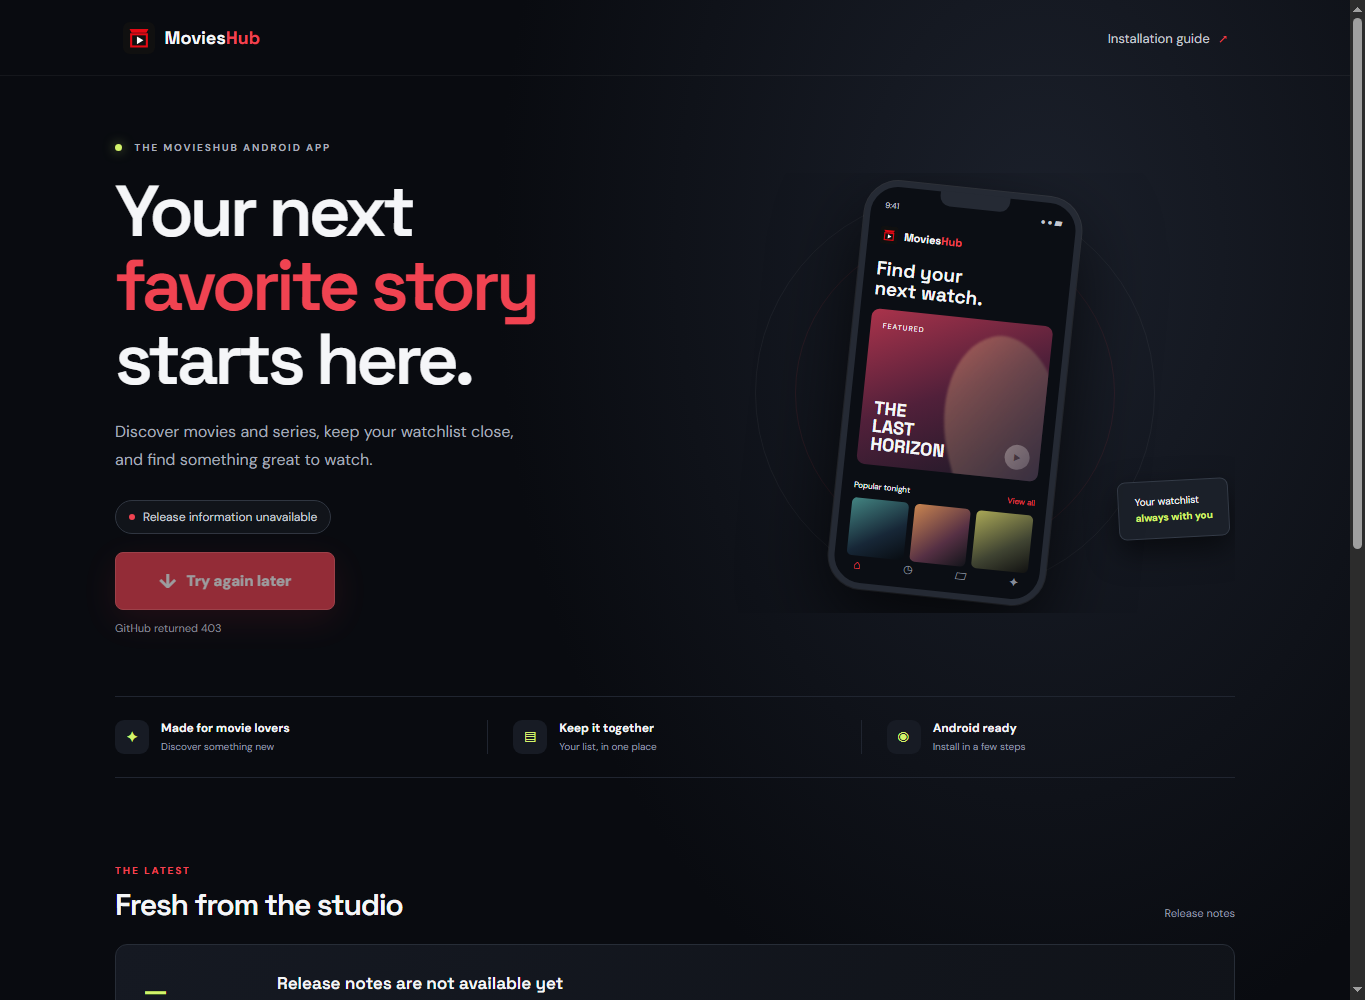 MoviesHub
Installation guide ↗
THE MOVIESHUB ANDROID APP
Your next
favorite story
starts here.
Discover movies and series, keep your watchlist close,
and find something great to watch.
Release information unavailable
Try again later
GitHub returned 403
9:41
MoviesHub
Find your
next watch.
FEATURED
THE
LAST
HORIZON
Popular tonight
View all
Your watchlist
always with you
Made for movie lovers
Discover something new
Keep it together
Your list, in one place
Android ready
Install in a few steps
THE LATEST
Fresh from the studio
Release notes
Release notes are not available yet